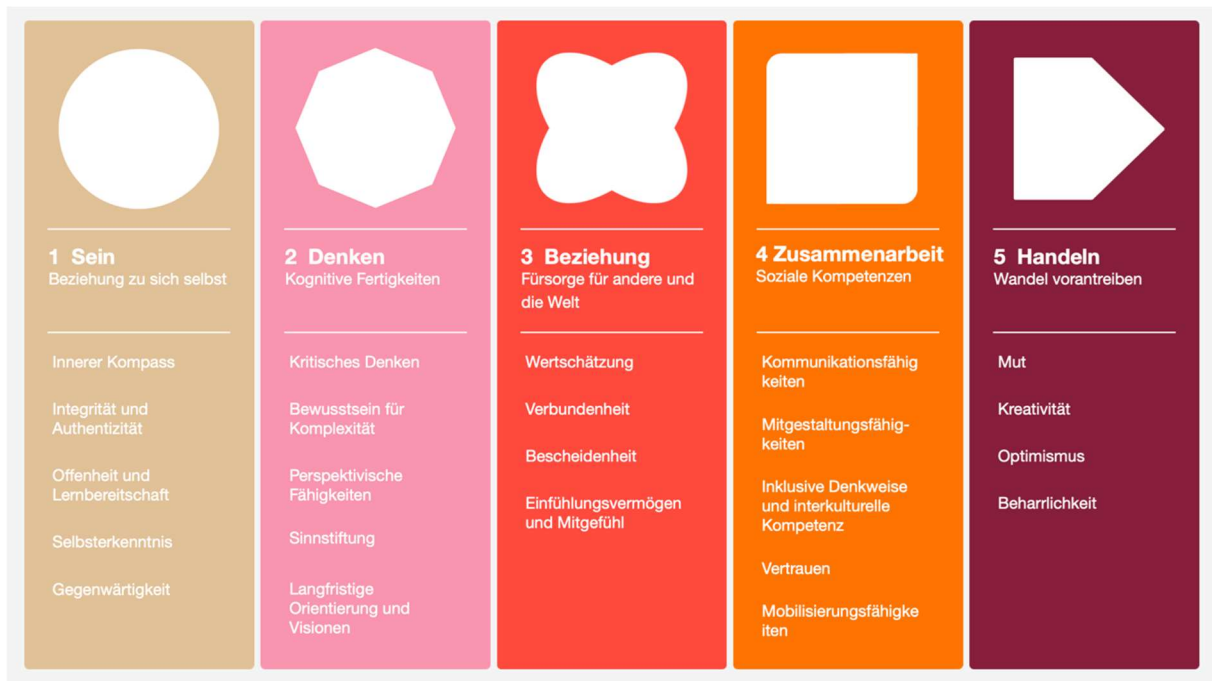 1 Sein
Beziehung zu sich selbst
Innerer Kompass
Integrität und
Authentizität
Offenheit und
Lernbereitschaft
Selbsterkenntnis
Gegenwärtigkeit
2 Denken
Kognitive Fertigkeiten
Kritisches Denken
Bewusstsein für
Komplexität
Perspektivische
Fähigkeiten
Sinnstiftung
Langfristige
Orientierung und
Visionen
3 Beziehung
Fürsorge für andere und
die Welt
Wertschätzung
Verbundenheit
Bescheidenheit
Einfühlungsvermögen
und Mitgefühl
4 Zusammenarbeit
Soziale Kompetenzen
Kommunikationsfähig
keiten
Mitgestaltungsfähig-
keiten
Inklusive Denkweise
und interkulturelle
Kompetenz
Vertrauen
Mobilisierungsfähigke
iten
5 Handeln
Wandel vorantreiben
Mut
Kreativität
Optimismus
Beharrlichkeit